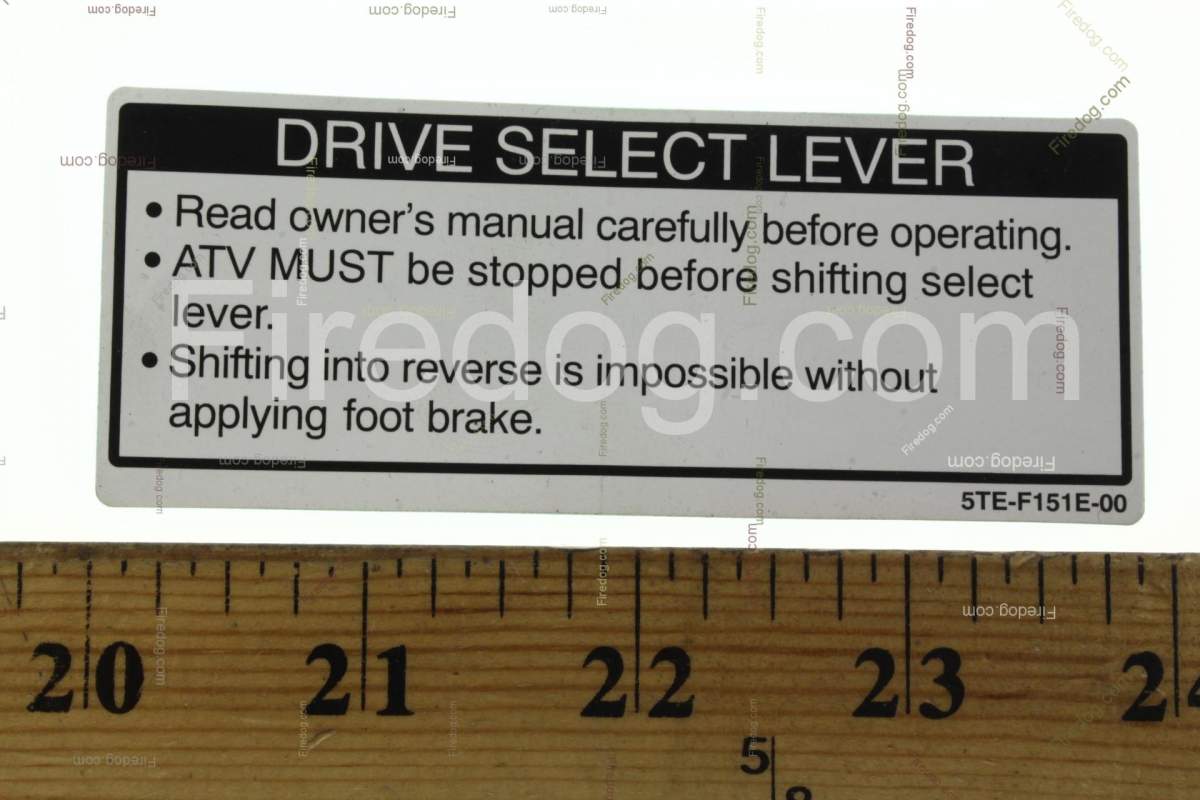 DRIVE SELECT LEVER
• Read owner's manual carefully before operating.
• ATV MUST be stopped before shifting select
lever.
• Shifting into reverse is impossible without
applying foot brake.
Firedog.com
5TE-F151E-00
20 21 22 23
5
8